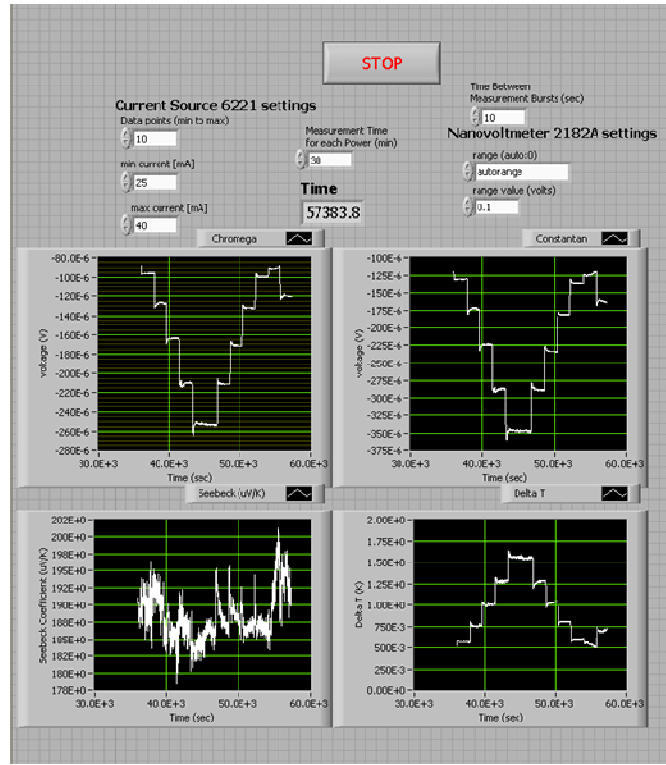 STOP
Current Source 6221 settings
Data points (min to max)
10
min current [mA]
25
max current [mA]
40
Measurement Time
for each Power (min)
30
Time
57383.8
Time Between
Measurement Bursts (sec)
10
Nanovoltmeter 2182A settings
range (auto:0)
autorange
range value (volts)
0.1
Chromega
-80.0E-6
-100E-6
-120E-6
-140E-6
-160E-6
-180E-6
-200E-6
-220E-6
-240E-6
-260E-6
-280E-6
voltage (V)
30.0E+3 40.0E+3 50.0E+3 60.0E+3
Time (sec)
Constantan
-100E-6
-125E-6
-150E-6
-175E-6
-200E-6
-225E-6
-250E-6
-275E-6
-300E-6
-325E-6
-350E-6
-375E-6
voltage (V)
30.0E+3 40.0E+3 50.0E+3 60.0E+3
Time (sec)
Seebeck (uV/K)
202E+0
200E+0
198E+0
195E+0
192E+0
190E+0
188E+0
185E+0
182E+0
180E+0
178E+0
Seebeck Coefficient (uV/K)
30.0E+3 40.0E+3 50.0E+3 60.0E+3
Time (sec)
Delta T
2.00E+0
1.75E+0
1.50E+0
1.25E+0
1.00E+0
750E-3
500E-3
250E-3
0.00E+0
Delta T (K)
30.0E+3 40.0E+3 50.0E+3 60.0E+3
Time (sec)